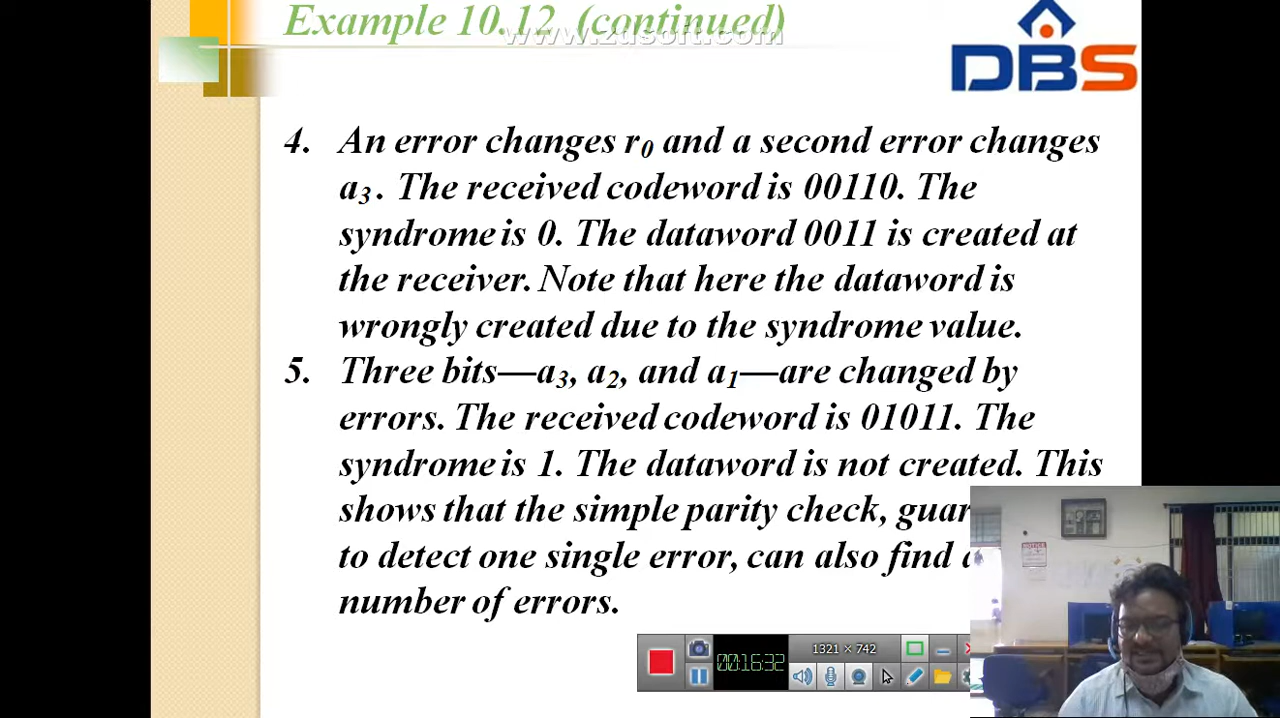 Example 10.12 (continued)
www.zdsoft.com
DBS
4. An error changes r0 and a second error changes
a3 . The received codeword is 00110. The
syndrome is 0. The dataword 0011 is created at
the receiver. Note that here the dataword is
wrongly created due to the syndrome value.
5. Three bits—a3, a2, and a1—are changed by
errors. The received codeword is 01011. The
syndrome is 1. The dataword is not created. This
shows that the simple parity check, guar
to detect one single error, can also find
number of errors.
00:16:32
1321 × 742